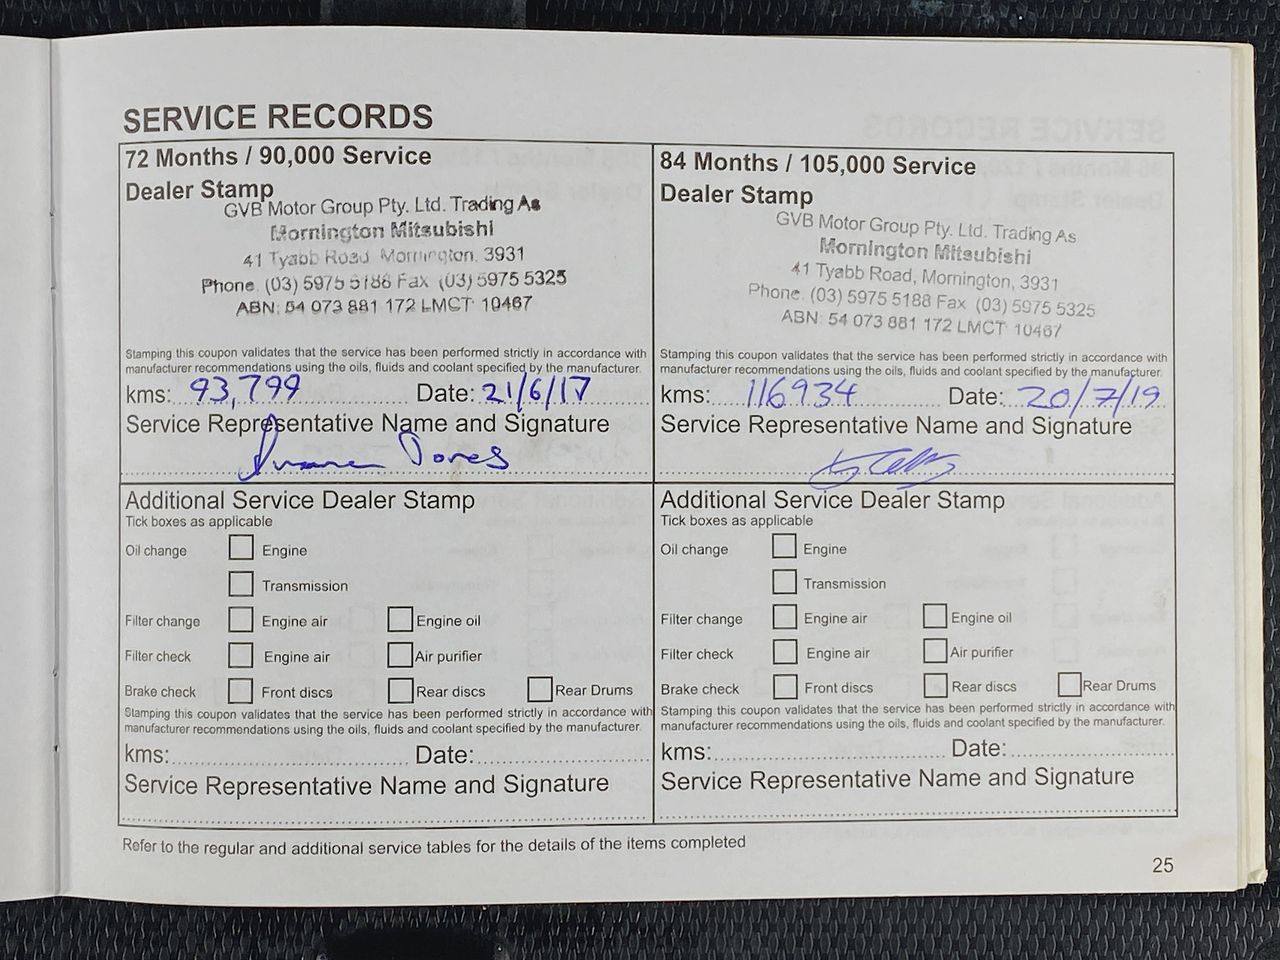 SERVICE RECORDS
72 Months / 90,000 Service
Dealer Stamp
GVB Motor Group Pty. Ltd. Trading As
Mornington Mitsubishi
41 Tyabb Road Mornington, 3931
Phone. (03) 5975 5188 Fax (03) 5975 5325
ABN: 54 073 881 172 LMCT 10467
Stamping this coupon validates that the service has been performed strictly in accordance with
manufacturer recommendations using the oils, fluids and coolant specified by the manufacturer.
kms: 93,799 Date: 21/6/17
Service Representative Name and Signature
Jones
Additional Service Dealer Stamp
Tick boxes as applicable
Oil change Engine
Transmission
Filter change Engine air Engine oil
Filter check Engine air Air purifier
Brake check Front discs Rear discs Rear Drums
Stamping this coupon validates that the service has been performed strictly in accordance with
manufacturer recommendations using the oils, fluids and coolant specified by the manufacturer.
kms: Date:
Service Representative Name and Signature
84 Months / 105,000 Service
Dealer Stamp
GVB Motor Group Pty. Ltd. Trading As
Mornington Mitsubishi
41 Tyabb Road, Mornington, 3931
Phone. (03) 5975 5188 Fax (03) 5975 5325
ABN: 54 073 881 172 LMCT 10467
Stamping this coupon validates that the service has been performed strictly in accordance with
manufacturer recommendations using the oils, fluids and coolant specified by the manufacturer.
kms: 116934 Date: 20/7/19
Service Representative Name and Signature
Additional Service Dealer Stamp
Tick boxes as applicable
Oil change Engine
Transmission
Filter change Engine air Engine oil
Filter check Engine air Air purifier
Brake check Front discs Rear discs Rear Drums
Stamping this coupon validates that the service has been performed strictly in accordance with
manufacturer recommendations using the oils, fluids and coolant specified by the manufacturer.
kms: Date:
Service Representative Name and Signature
Refer to the regular and additional service tables for the details of the items completed
25